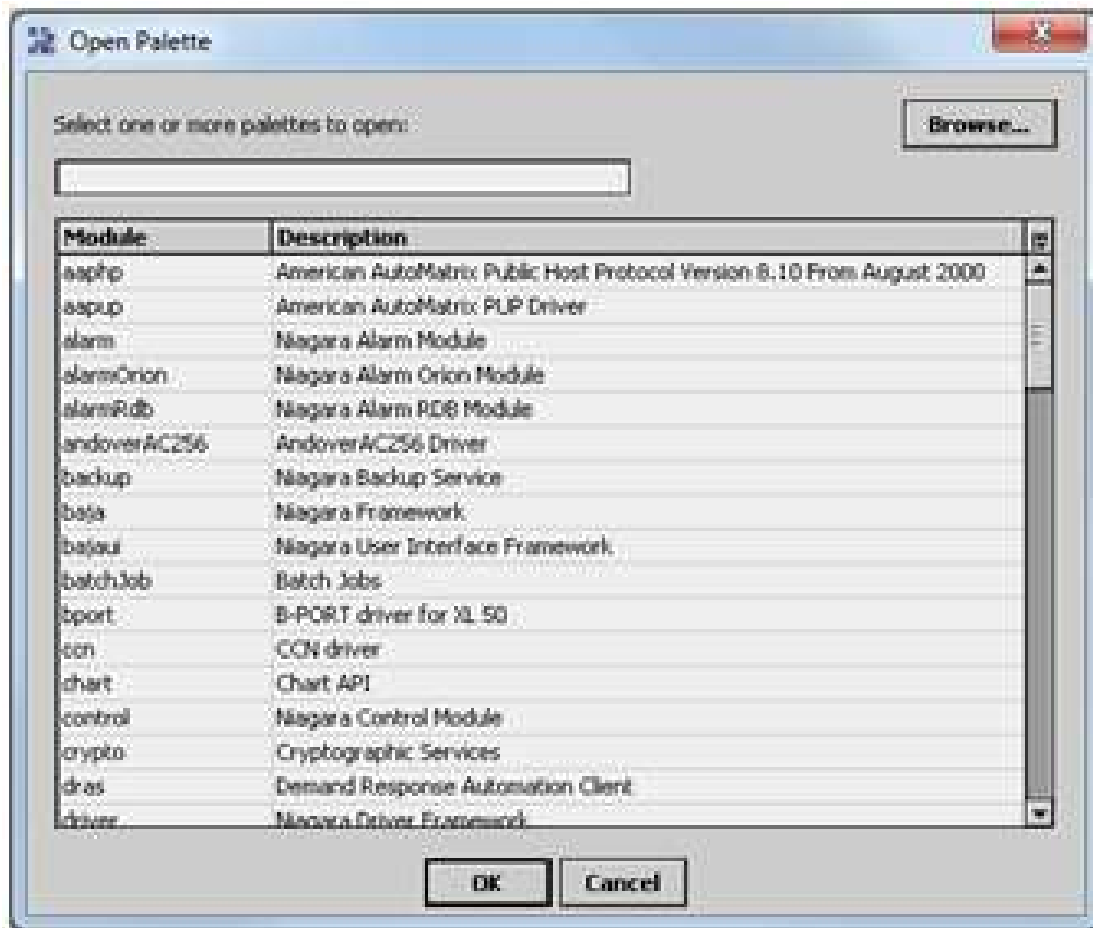 Open Palette
Select one or more palettes to open:
Browse...
Module Description
aaphp American AutoMatrix Public Host Protocol Version 8.10 From August 2000
aapup American AutoMatrix PUP Driver
alarm Niagara Alarm Module
alarmOrion Niagara Alarm Orion Module
alarmRdb Niagara Alarm RDB Module
andoverAC256 AndoverAC256 Driver
backup Niagara Backup Service
baja Niagara Framework
bajaui Niagara User Interface Framework
batchJob Batch Jobs
bport B-PORT driver for XL 50
ccn CCN driver
chart Chart API
control Niagara Control Module
crypto Cryptographic Services
dras Demand Response Automation Client
driver Niagara Driver Framework
OK Cancel